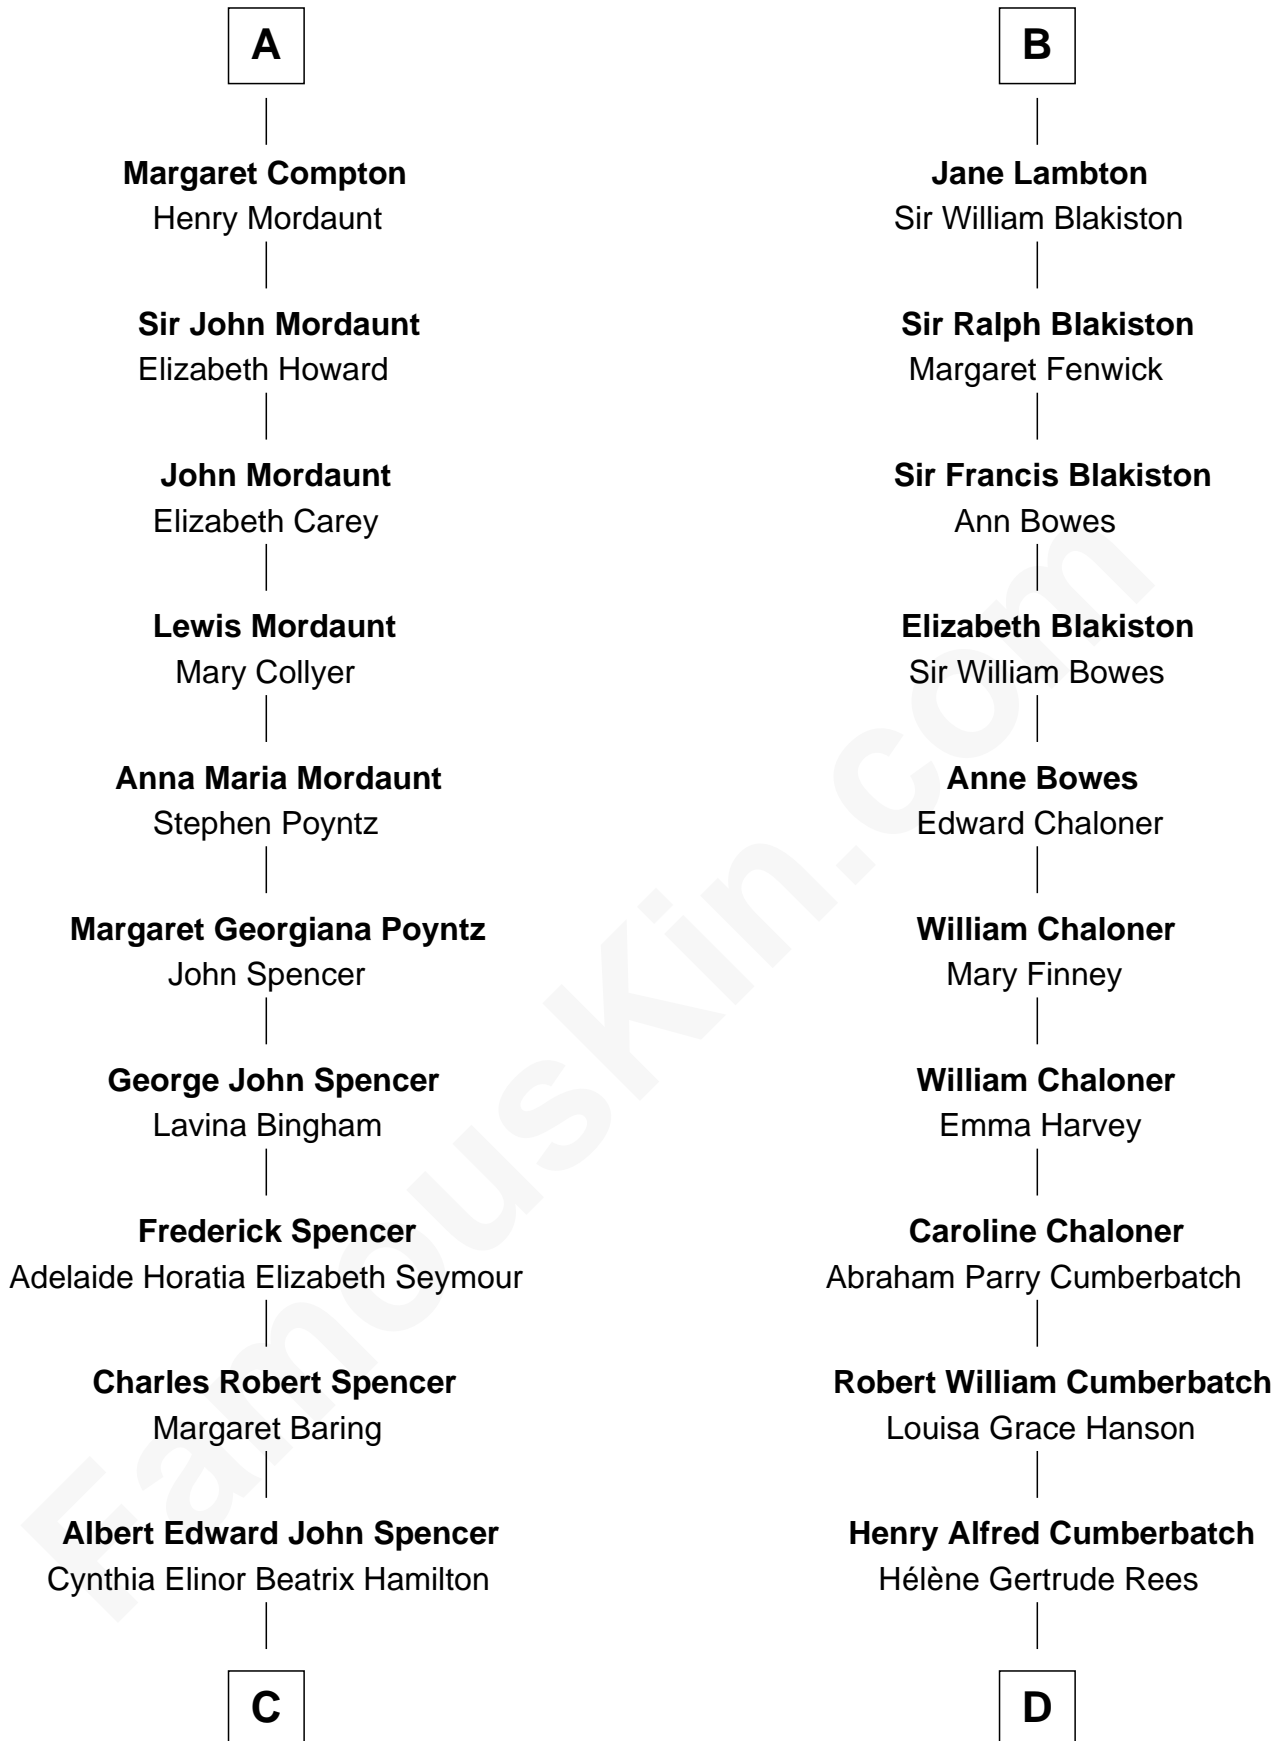 A
Margaret Compton
Henry Mordaunt
Sir John Mordaunt
Elizabeth Howard
John Mordaunt
Elizabeth Carey
Lewis Mordaunt
Mary Collyer
Anna Maria Mordaunt
Stephen Poyntz
Margaret Georgiana Poyntz
John Spencer
George John Spencer
Lavina Bingham
Frederick Spencer
Adelaide Horatia Elizabeth Seymour
Charles Robert Spencer
Margaret Baring
Albert Edward John Spencer
Cynthia Elinor Beatrix Hamilton
C
B
Jane Lambton
Sir William Blakiston
Sir Ralph Blakiston
Margaret Fenwick
Sir Francis Blakiston
Ann Bowes
Elizabeth Blakiston
Sir William Bowes
Anne Bowes
Edward Chaloner
William Chaloner
Mary Finney
William Chaloner
Emma Harvey
Caroline Chaloner
Abraham Parry Cumberbatch
Robert William Cumberbatch
Louisa Grace Hanson
Henry Alfred Cumberbatch
Hélène Gertrude Rees
D
FamousKin.com